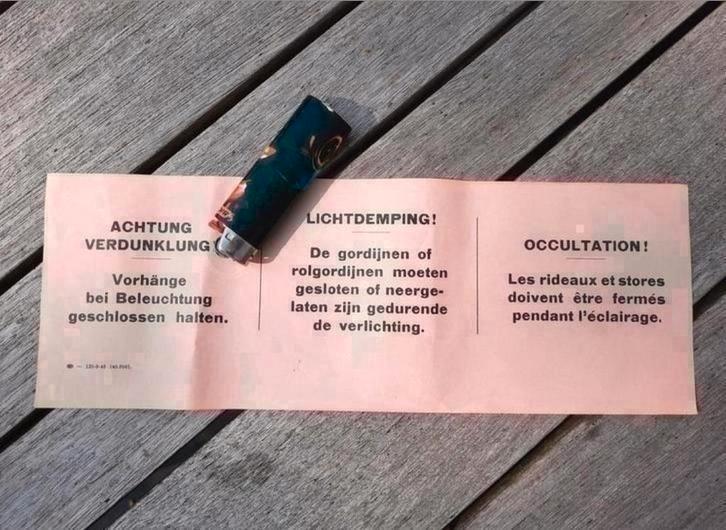 ACHTUNG
VERDUNKLUNG!
Vorhänge
bei Beleuchtung
geschlossen halten.
LICHTDEMPING!
De gordijnen of
rolgordijnen moeten
gesloten of neerge-
laten zijn gedurende
de verlichting.
OCCULTATION!
Les rideaux et stores
doivent être fermés
pendant l'éclairage.